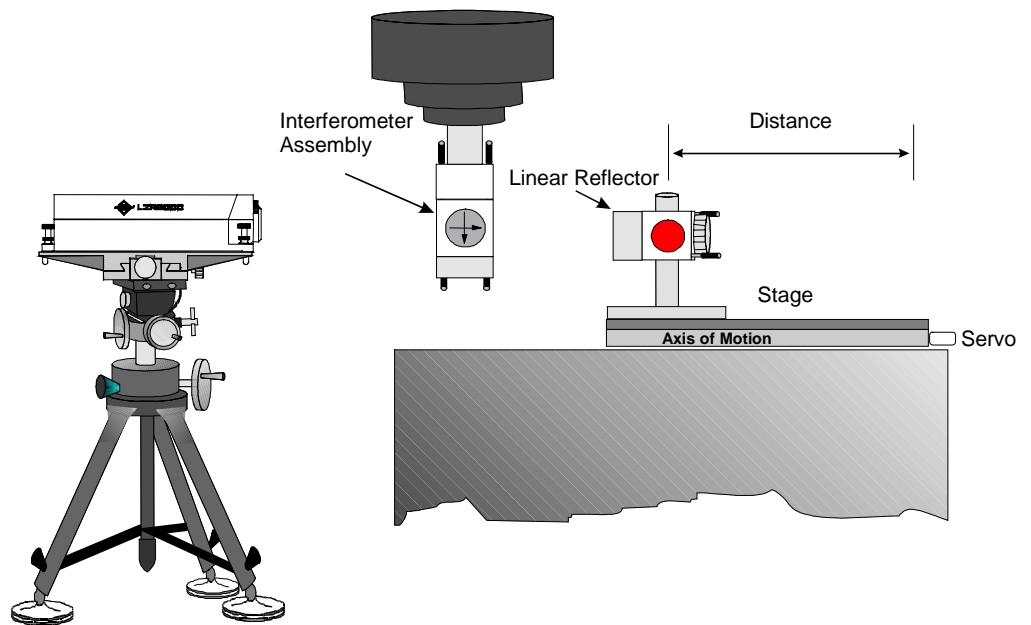 Interferometer
Assembly
Distance
Linear Reflector
Stage
Axis of Motion
Servo